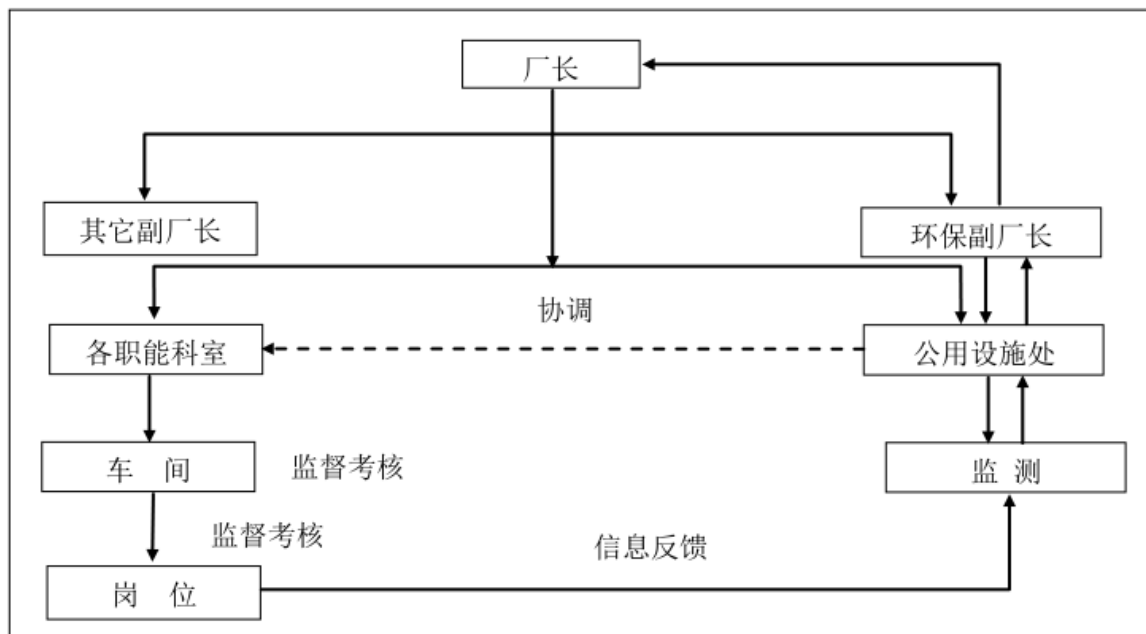 厂长
其它副厂长
环保副厂长
协调
各职能科室
公用设施处
车 间
监督考核
监 测
监督考核
信息反馈
岗 位